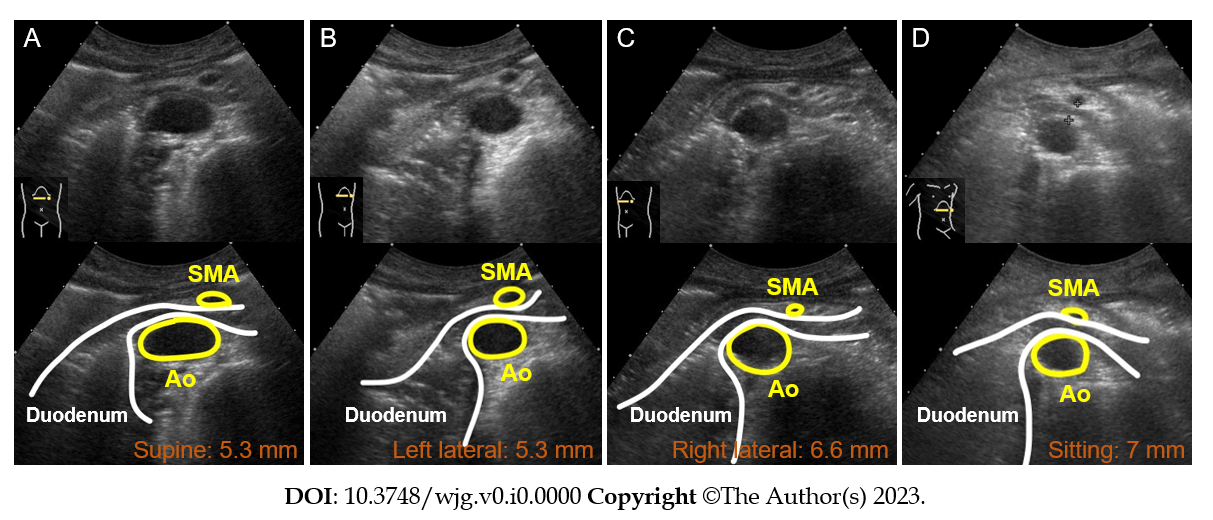 A
B
C
D
SMA
Ao
Duodenum
Supine: 5.3 mm
SMA
Ao
Duodenum
Left lateral: 5.3 mm
SMA
Ao
Duodenum
Right lateral: 6.6 mm
SMA
Ao
Duodenum
Sitting: 7 mm
DOI: 10.3748/wjg.v0.i0.0000 Copyright ©The Author(s) 2023.